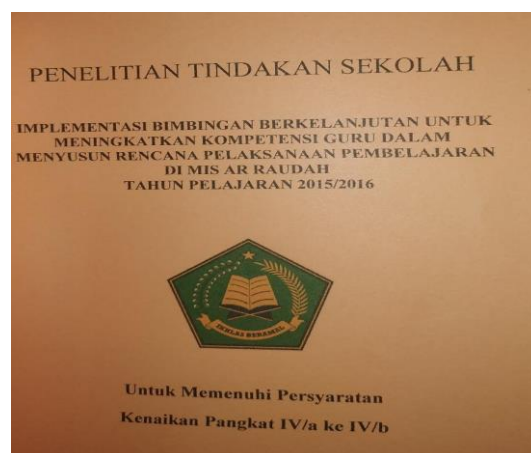 PENELITIAN TINDAKAN SEKOLAH
IMPLEMENTASI BIMBINGAN BERKELANJUTAN UNTUK
MENINGKATKAN KOMPETENSI GURU DALAM
MENYUSUN RENCANA PELAKSANAAN PEMBELAJARAN
DI MIS AR RAUDAH
TAHUN PELAJARAN 2015/2016
IKHLAS BERAMAL
Untuk Memenuhi Persyaratan
Kenaikan Pangkat IV/a ke IV/b